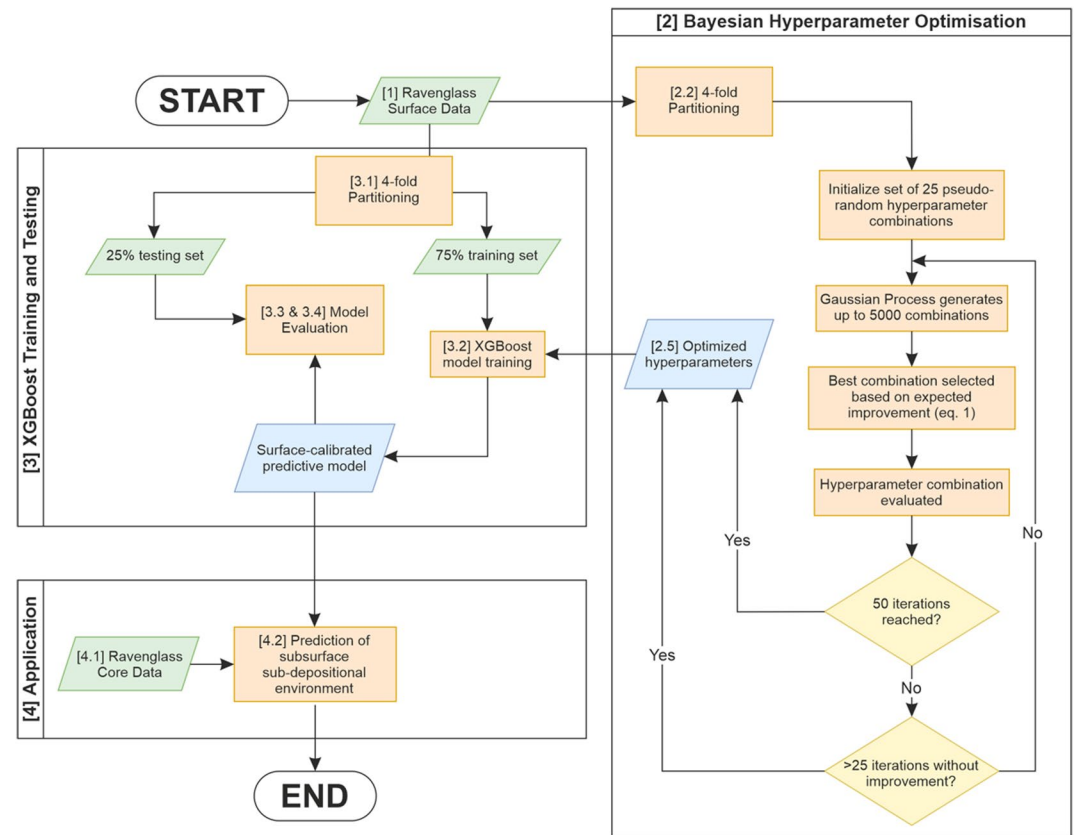 [2] Bayesian Hyperparameter Optimisation
START
[1] Ravenglass
Surface Data
[2.2] 4-fold
Partitioning
[3] XGBoost Training and Testing
[3.1] 4-fold
Partitioning
25% testing set
75% training set
[3.3 & 3.4] Model
Evaluation
[3.2] XGBoost
model training
Surface-calibrated
predictive model
[2.5] Optimized
hyperparameters
Initialize set of 25 pseudo-
random hyperparameter
combinations
Gaussian Process generates
up to 5000 combinations
Best combination selected
based on expected
improvement (eq. 1)
Hyperparameter combination
evaluated
50 iterations
reached?
Yes
No
>25 iterations without
improvement?
Yes
No
[4] Application
[4.1] Ravenglass
Core Data
[4.2] Prediction of
subsurface
sub-depositional
environment
END